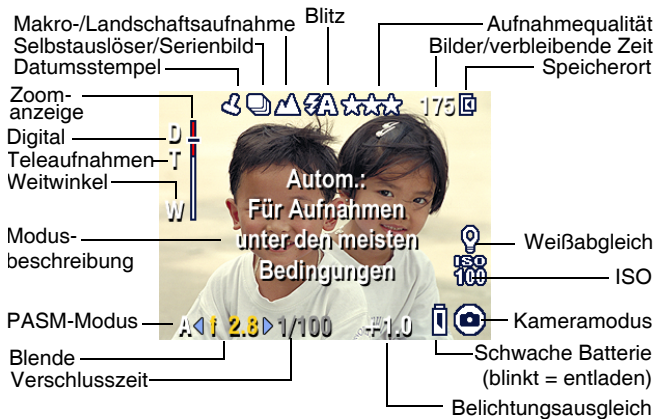 Makro-/Landschaftsaufnahme
Blitz
Aufnahmequalität
Selbstauslöser/Serienbild
Bilder/verbleibende Zeit
Datumsstempel
Speicherort
Zoom-
anzeige
Digital
Teleaufnahmen
Weitwinkel
Modus-
beschreibung
PASM-Modus
Blende
Verschlusszeit
A
175
D
T
W
Autom.:
Für Aufnahmen
unter den meisten
Bedingungen
ISO
100
A f 2.8 1/100 +1.0
Weißabgleich
ISO
Kameramodus
Schwache Batterie
(blinkt = entladen)
Belichtungsausgleich